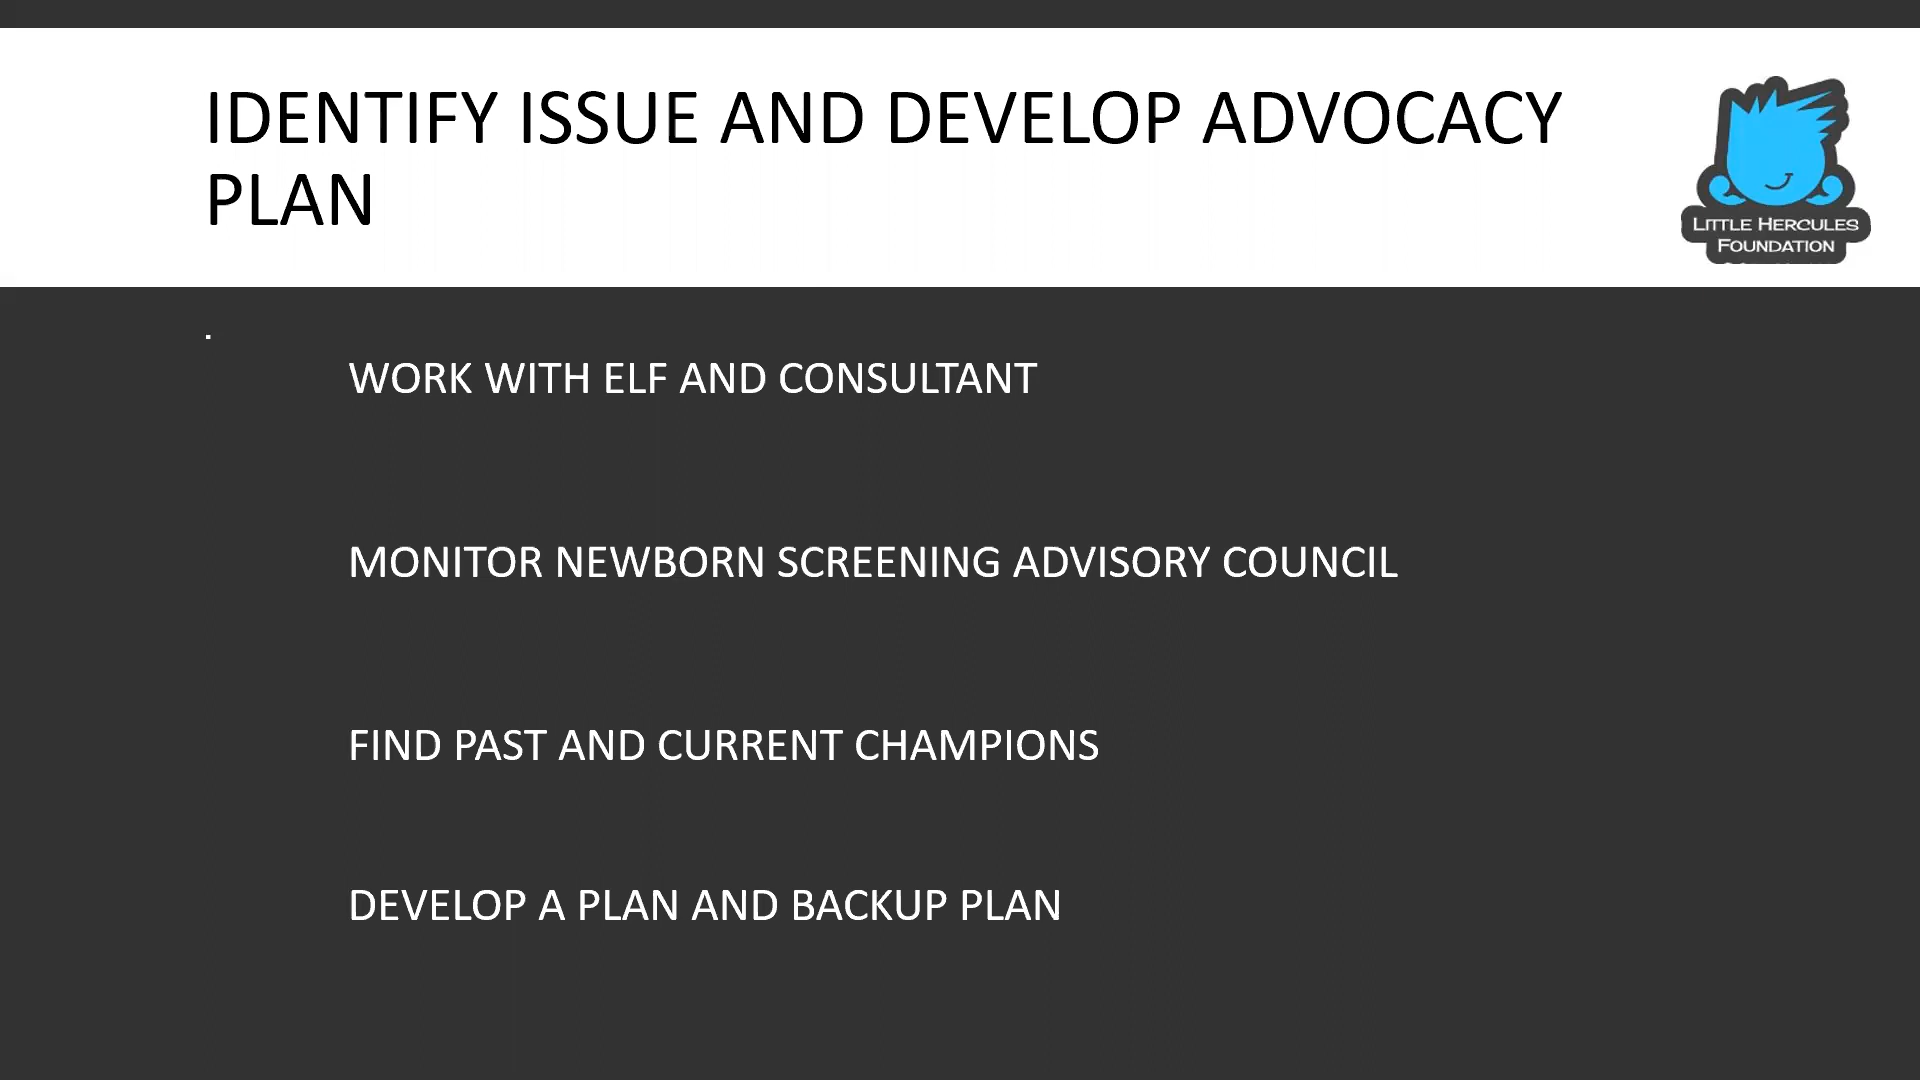 IDENTIFY ISSUE AND DEVELOP ADVOCACY
PLAN
LITTLE HERCULES
FOUNDATION
WORK WITH ELF AND CONSULTANT
MONITOR NEWBORN SCREENING ADVISORY COUNCIL
FIND PAST AND CURRENT CHAMPIONS
DEVELOP A PLAN AND BACKUP PLAN